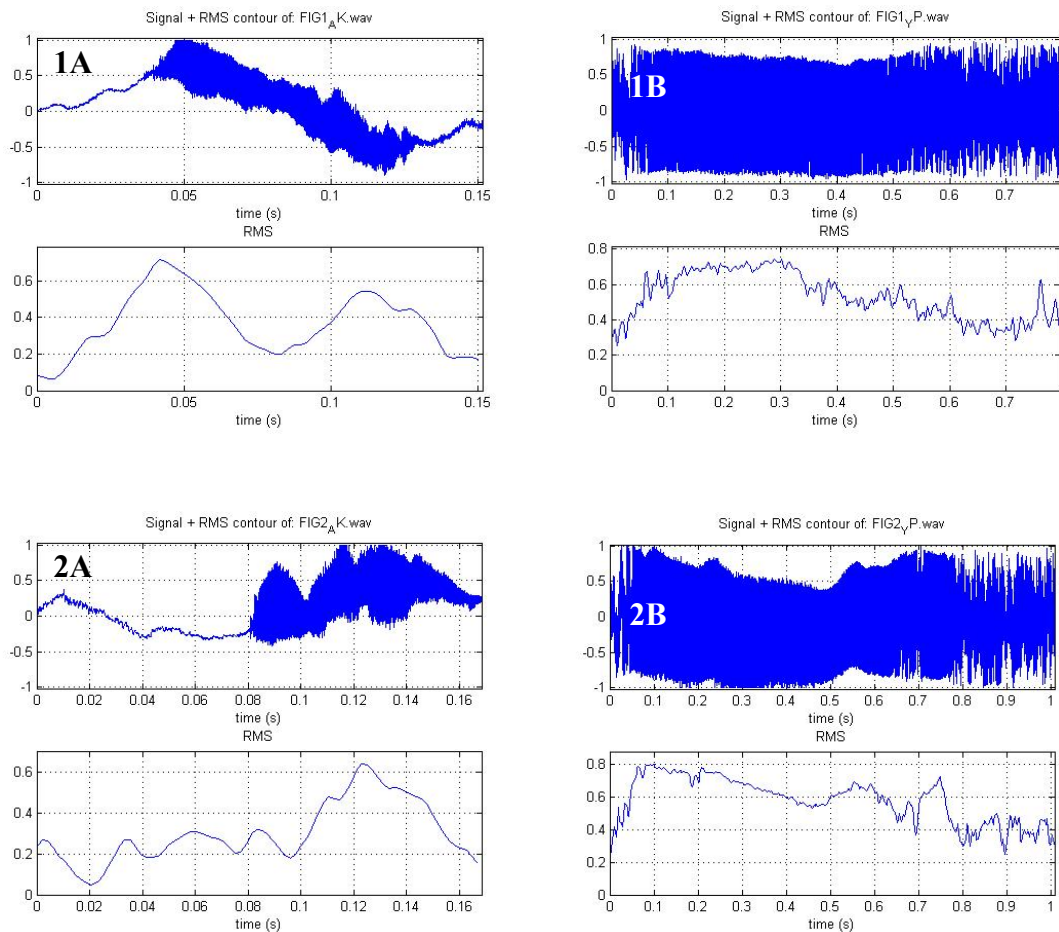 Signal + RMS contour of: FIG1AK.wav
1A
1
0.5
0
-0.5
-1
0 0.05 0.1 0.15
time (s)
RMS
0.6
0.4
0.2
0
0 0.05 0.1 0.15
time (s)
Signal + RMS contour of: FIG1YP.wav
1B
1
0.5
0
-0.5
-1
0 0.1 0.2 0.3 0.4 0.5 0.6 0.7
time (s)
RMS
0.8
0.6
0.4
0.2
0
0 0.1 0.2 0.3 0.4 0.5 0.6 0.7
time (s)
Signal + RMS contour of: FIG2AK.wav
2A
1
0.5
0
-0.5
-1
0 0.02 0.04 0.06 0.08 0.1 0.12 0.14 0.16
time (s)
RMS
0.6
0.4
0.2
0
0 0.02 0.04 0.06 0.08 0.1 0.12 0.14 0.16
time (s)
Signal + RMS contour of: FIG2YP.wav
2B
1
0.5
0
-0.5
-1
0 0.1 0.2 0.3 0.4 0.5 0.6 0.7 0.8 0.9 1
time (s)
RMS
0.8
0.6
0.4
0.2
0
0 0.1 0.2 0.3 0.4 0.5 0.6 0.7 0.8 0.9 1
time (s)